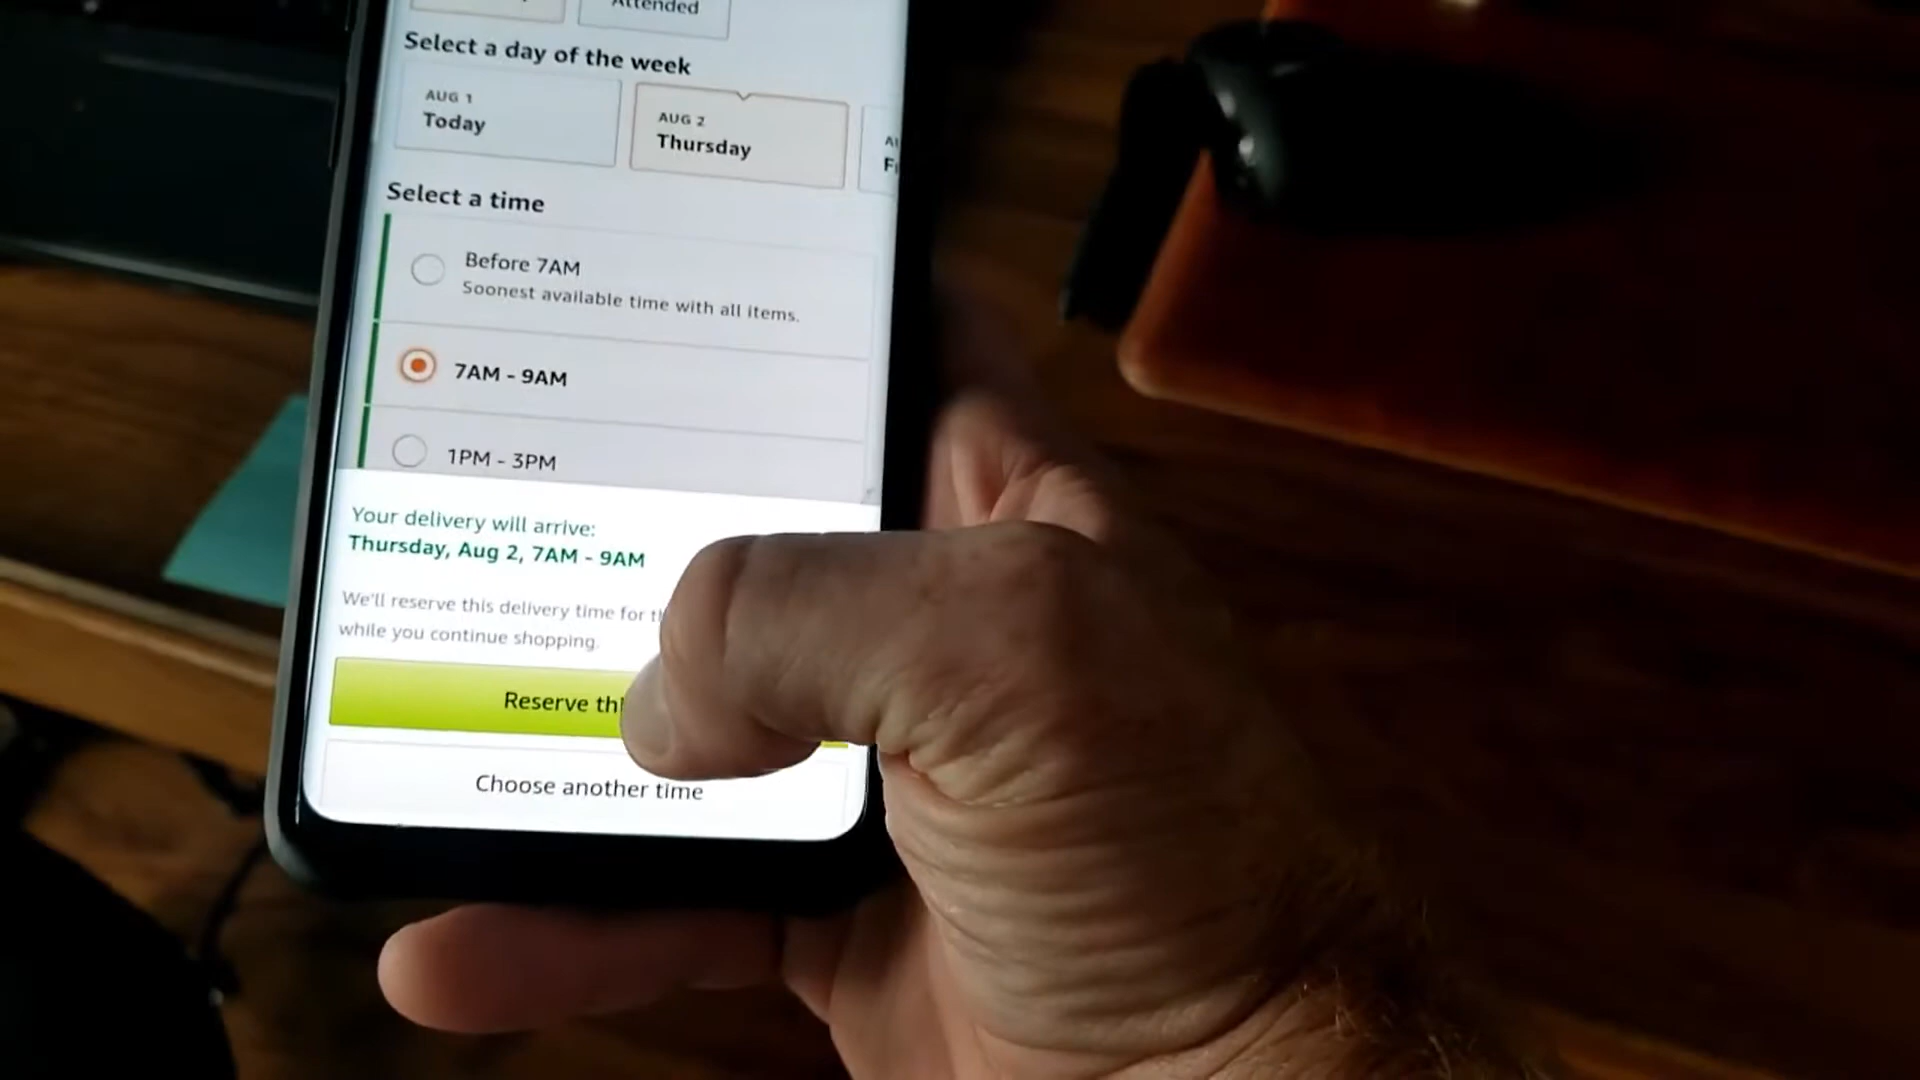 Attended
Select a day of the week
AUG 1
Today
AUG 2
Thursday
Select a time
Before 7AM
Soonest available time with all items.
7AM - 9AM
1PM - 3PM
Your delivery will arrive:
Thursday, Aug 2, 7AM - 9AM
We'll reserve this delivery time for
while you continue shopping.
Reserve
Choose another time